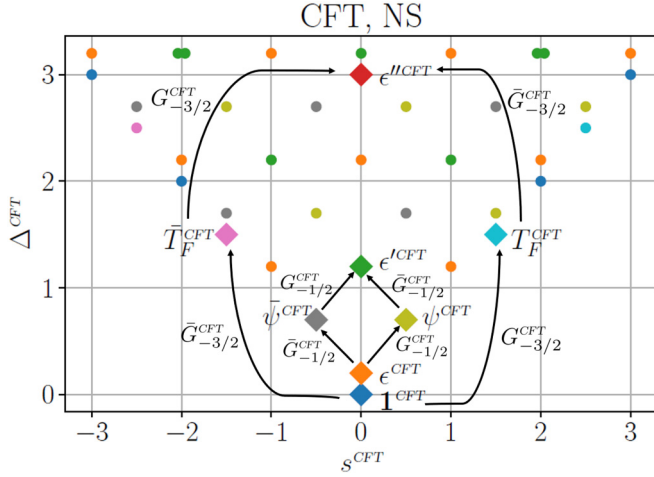 CFT, NS
3
2
1
0
Δ^CFT
ϵ''^CFT
G^CFT_-3/2
Ḡ^CFT_-3/2
T̄^CFT_F
T^CFT_F
ϵ'^CFT
G^CFT_-1/2
Ḡ^CFT_-1/2
ψ̄^CFT
ψ^CFT
Ḡ^CFT_-3/2
Ḡ^CFT_-1/2
G^CFT_-1/2
G^CFT_-3/2
ϵ^CFT
1^CFT
−3 −2 −1 0 1 2 3
s^CFT